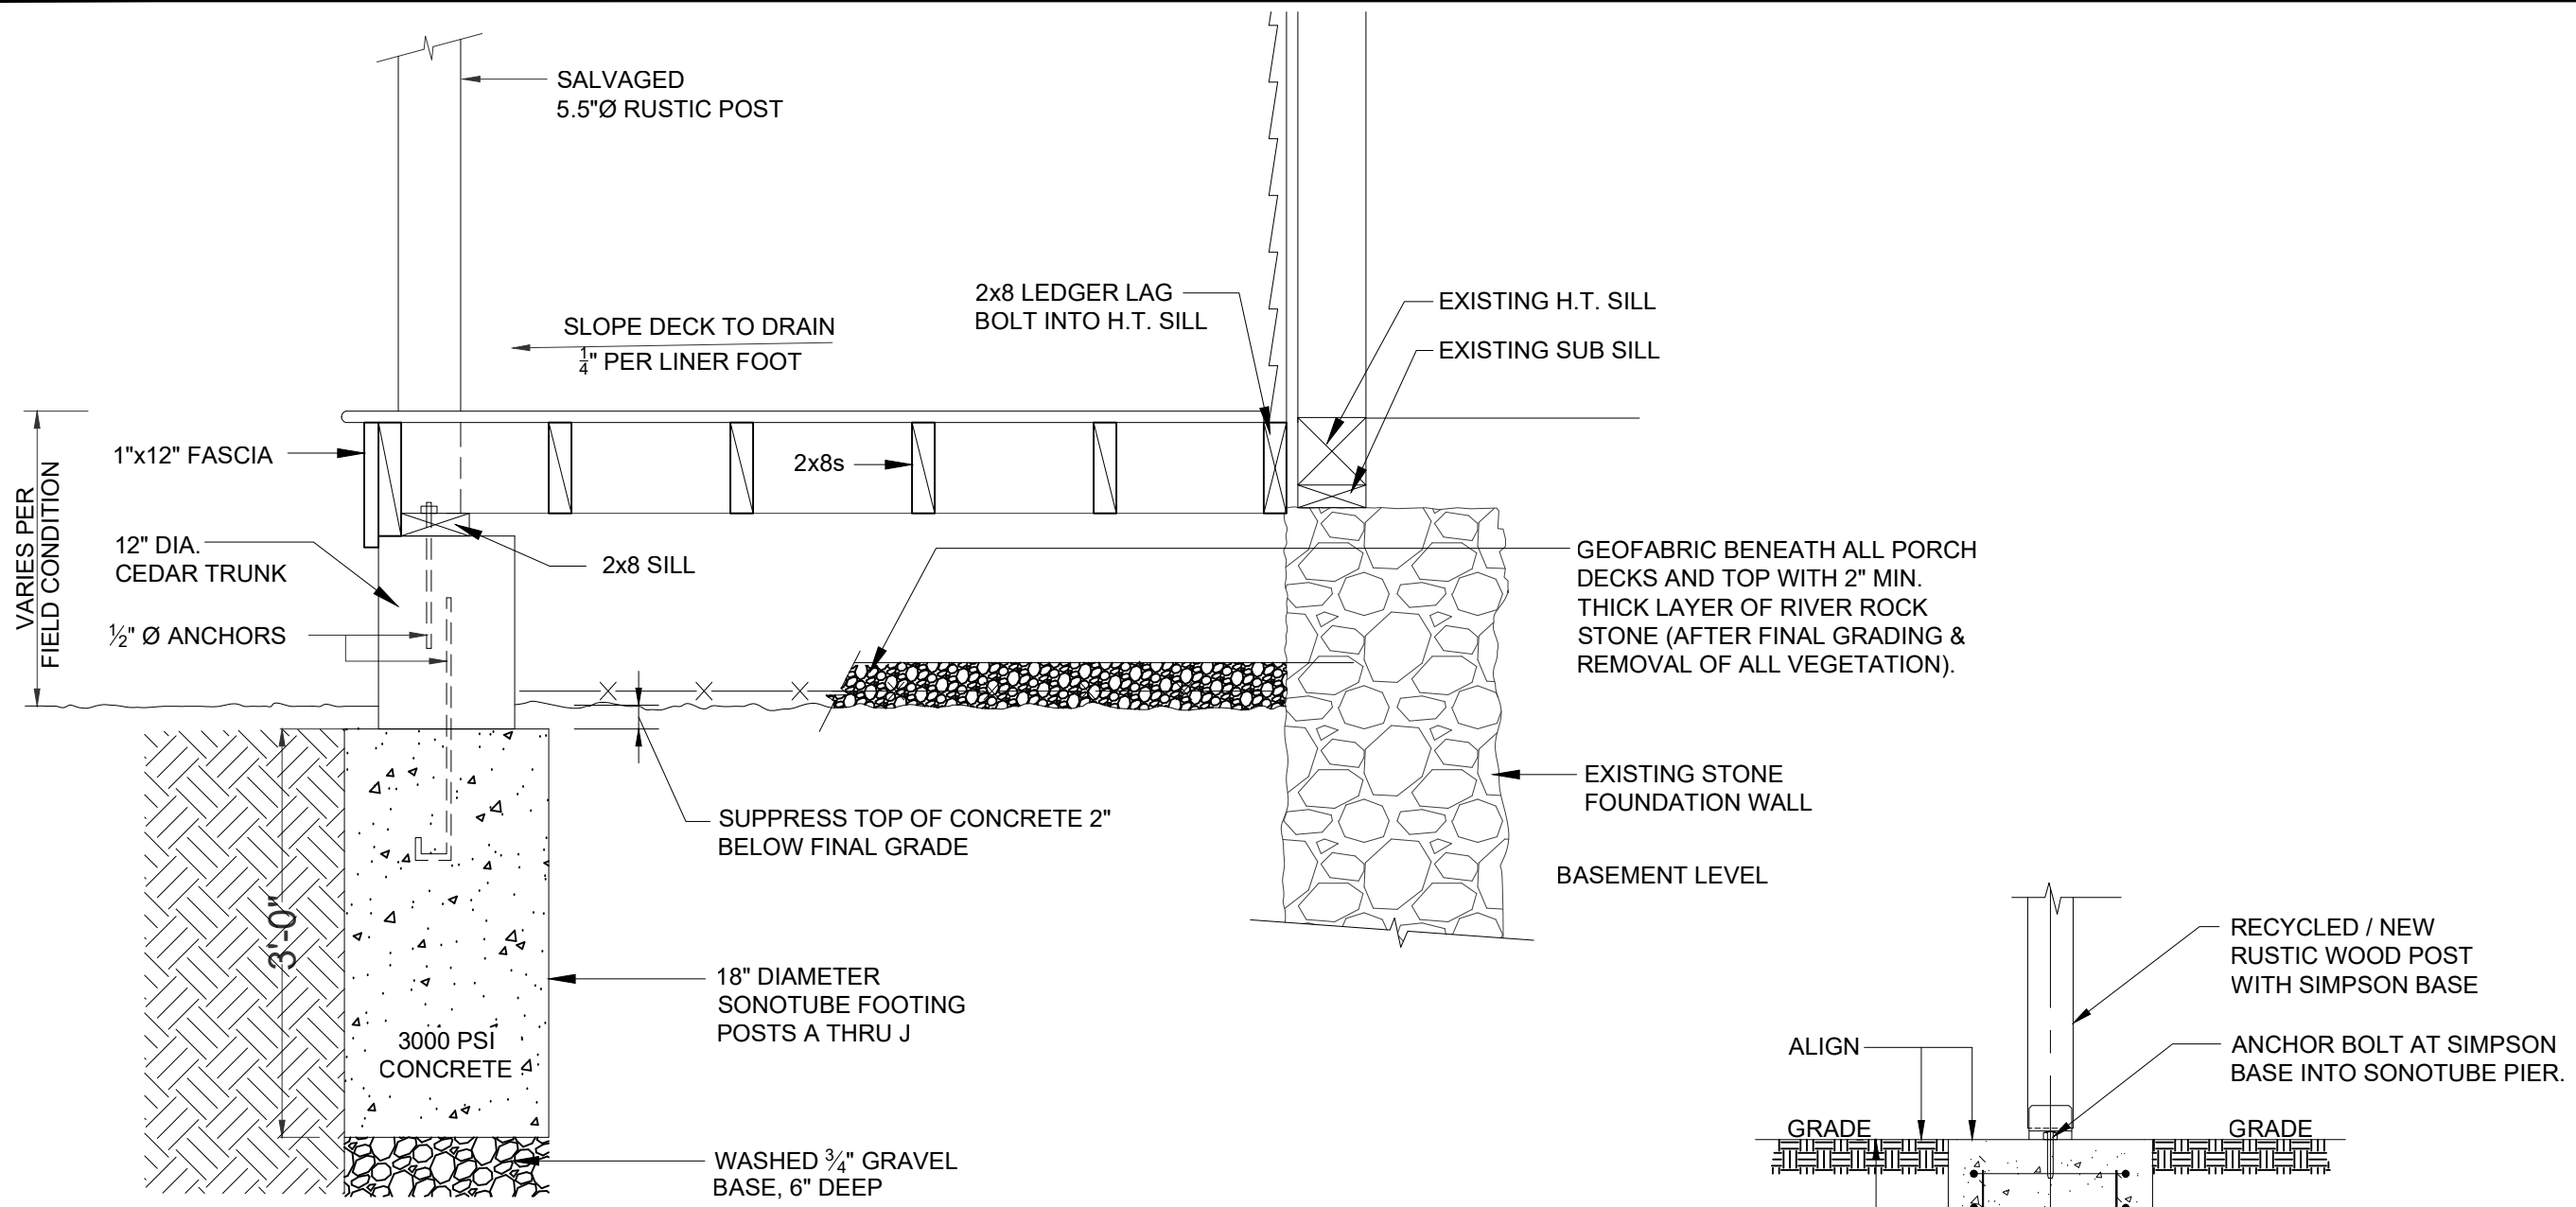 SALVAGED
5.5"Ø RUSTIC POST
SLOPE DECK TO DRAIN
1/4" PER LINER FOOT
2x8 LEDGER LAG
BOLT INTO H.T. SILL
EXISTING H.T. SILL
EXISTING SUB SILL
1"x12" FASCIA
2x8s
VARIES PER
FIELD CONDITION
12" DIA.
CEDAR TRUNK
2x8 SILL
½" Ø ANCHORS
GEOFABRIC BENEATH ALL PORCH
DECKS AND TOP WITH 2" MIN.
THICK LAYER OF RIVER ROCK
STONE (AFTER FINAL GRADING &
REMOVAL OF ALL VEGETATION).
SUPPRESS TOP OF CONCRETE 2"
BELOW FINAL GRADE
EXISTING STONE
FOUNDATION WALL
BASEMENT LEVEL
3'-0"
18" DIAMETER
SONOTUBE FOOTING
POSTS A THRU J
3000 PSI
CONCRETE
WASHED ¾" GRAVEL
BASE, 6" DEEP
RECYCLED / NEW
RUSTIC WOOD POST
WITH SIMPSON BASE
ALIGN
ANCHOR BOLT AT SIMPSON
BASE INTO SONOTUBE PIER.
GRADE
GRADE